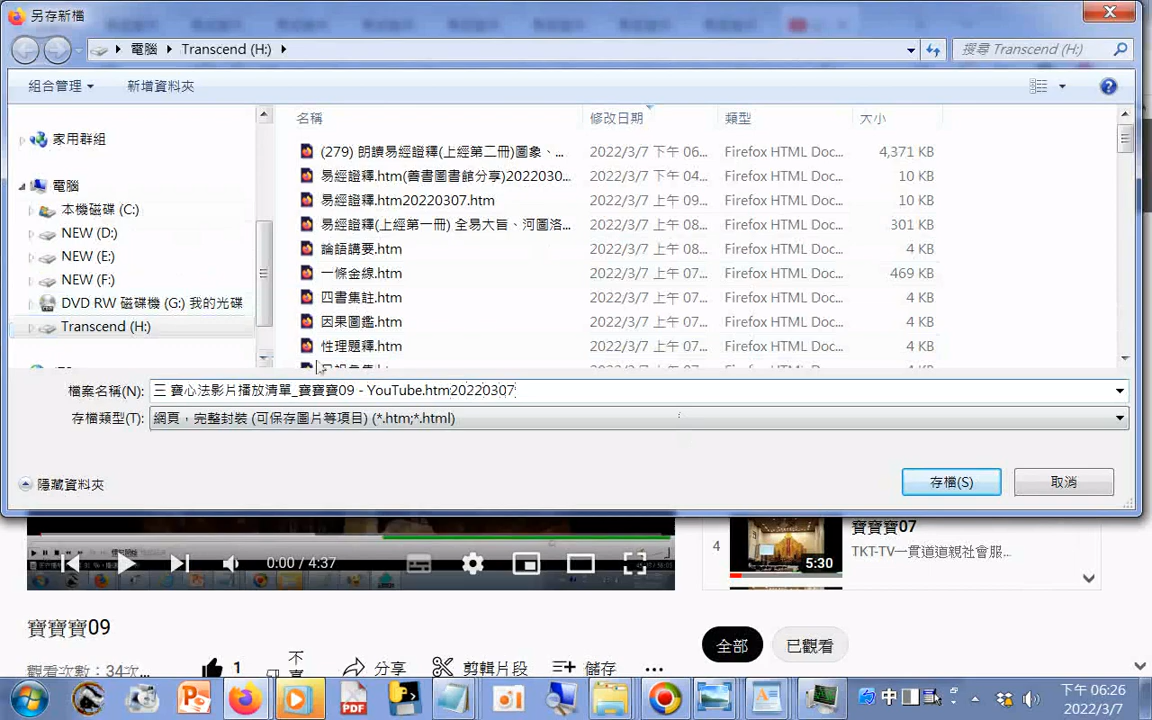 另存新檔
電腦 Transcend (H:)
搜尋 Transcend (H:)
組合管理
新增資料夾
家用群組
電腦
本機磁碟 (C:)
NEW (D:)
NEW (E:)
NEW (F:)
DVD RW 磁碟機 (G:) 我的光碟
Transcend (H:)
名稱 修改日期 類型 大小
(279) 朗讀易經證釋(上經第二冊)圖象、... 2022/3/7 下午 06... Firefox HTML Doc... 4,371 KB
易經證釋.htm(善書圖書館分享)2022030... 2022/3/7 下午 04... Firefox HTML Doc... 10 KB
易經證釋.htm20220307.htm 2022/3/7 上午 09... Firefox HTML Doc... 10 KB
易經證釋(上經第一冊) 全易大旨、河圖洛... 2022/3/7 上午 08... Firefox HTML Doc... 301 KB
論語講要.htm 2022/3/7 上午 08... Firefox HTML Doc... 4 KB
一條金線.htm 2022/3/7 上午 07... Firefox HTML Doc... 469 KB
四書集註.htm 2022/3/7 上午 07... Firefox HTML Doc... 4 KB
因果圖鑑.htm 2022/3/7 上午 07... Firefox HTML Doc... 4 KB
性理題釋.htm 2022/3/7 上午 07... Firefox HTML Doc... 4 KB
檔案名稱(N): 三 寶心法影片播放清單_寶寶寶09 - YouTube.htm20220307
存檔類型(T): 網頁，完整封裝 (可保存圖片等項目) (*.htm;*.html)
隱藏資料夾
存檔(S)
取消
0:00 / 4:37
4
5:30
寶寶寶07
TKT-TV一貫道道親社會服...
寶寶寶09
全部
已觀看
觀看次數：34次...
1
分享
剪輯片段
儲存
中
下午 06:26
2022/3/7